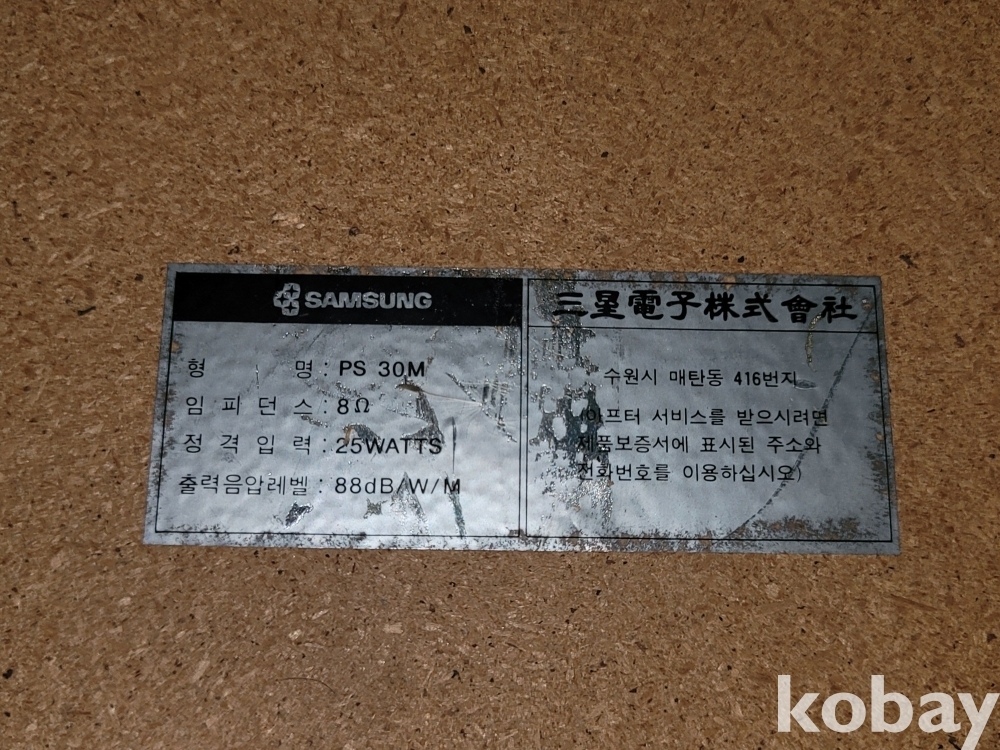 SAMSUNG
형 명 : PS 30M
임 피 던 스 : 8Ω
정 격 입 력 : 25WATTS
출력음압레벨 : 88dB/W/M
三星電子株式會社
수원시 매탄동 416번지
(아프터 서비스를 받으시려면
제품보증서에 표시된 주소와
전화번호를 이용하십시오)
kobay